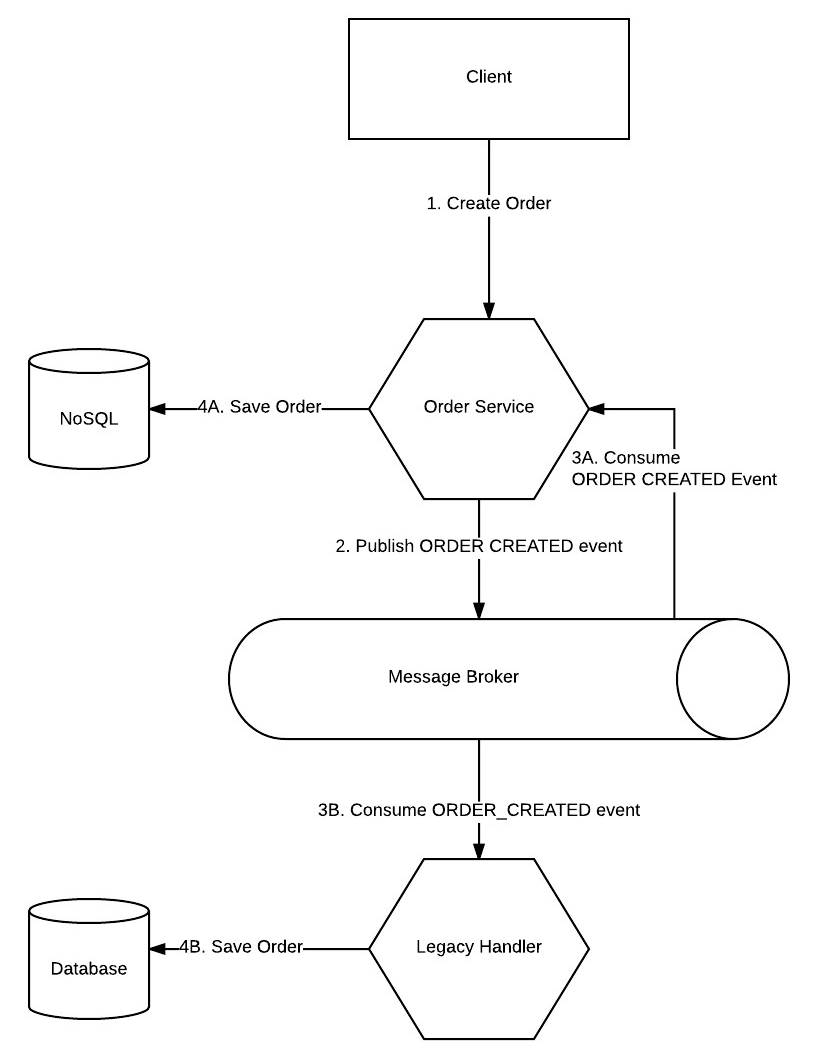 Client
1. Create Order
NoSQL
4A. Save Order
Order Service
3A. Consume
ORDER CREATED Event
2. Publish ORDER CREATED event
Message Broker
3B. Consume ORDER_CREATED event
Database
4B. Save Order
Legacy Handler